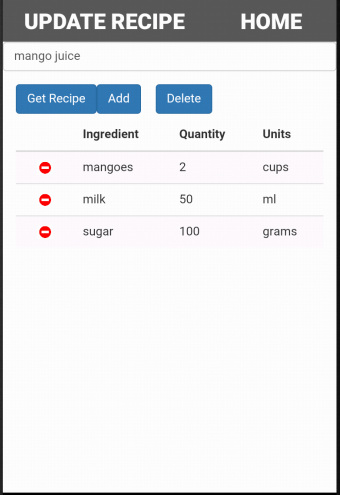 UPDATE RECIPE HOME
mango juice
Get Recipe Add Delete
Ingredient Quantity Units
mangoes 2 cups
milk 50 ml
sugar 100 grams